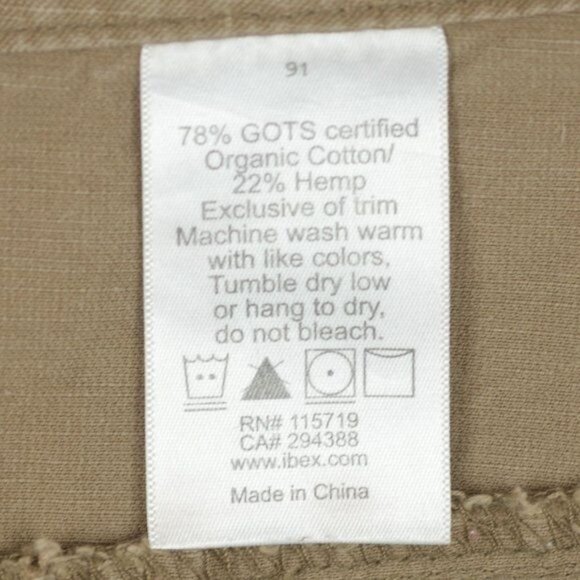 91
78% GOTS certified
Organic Cotton/
22% Hemp
Exclusive of trim
Machine wash warm
with like colors,
Tumble dry low
or hang to dry,
do not bleach.
RN# 115719
CA# 294388
www.ibex.com
Made in China